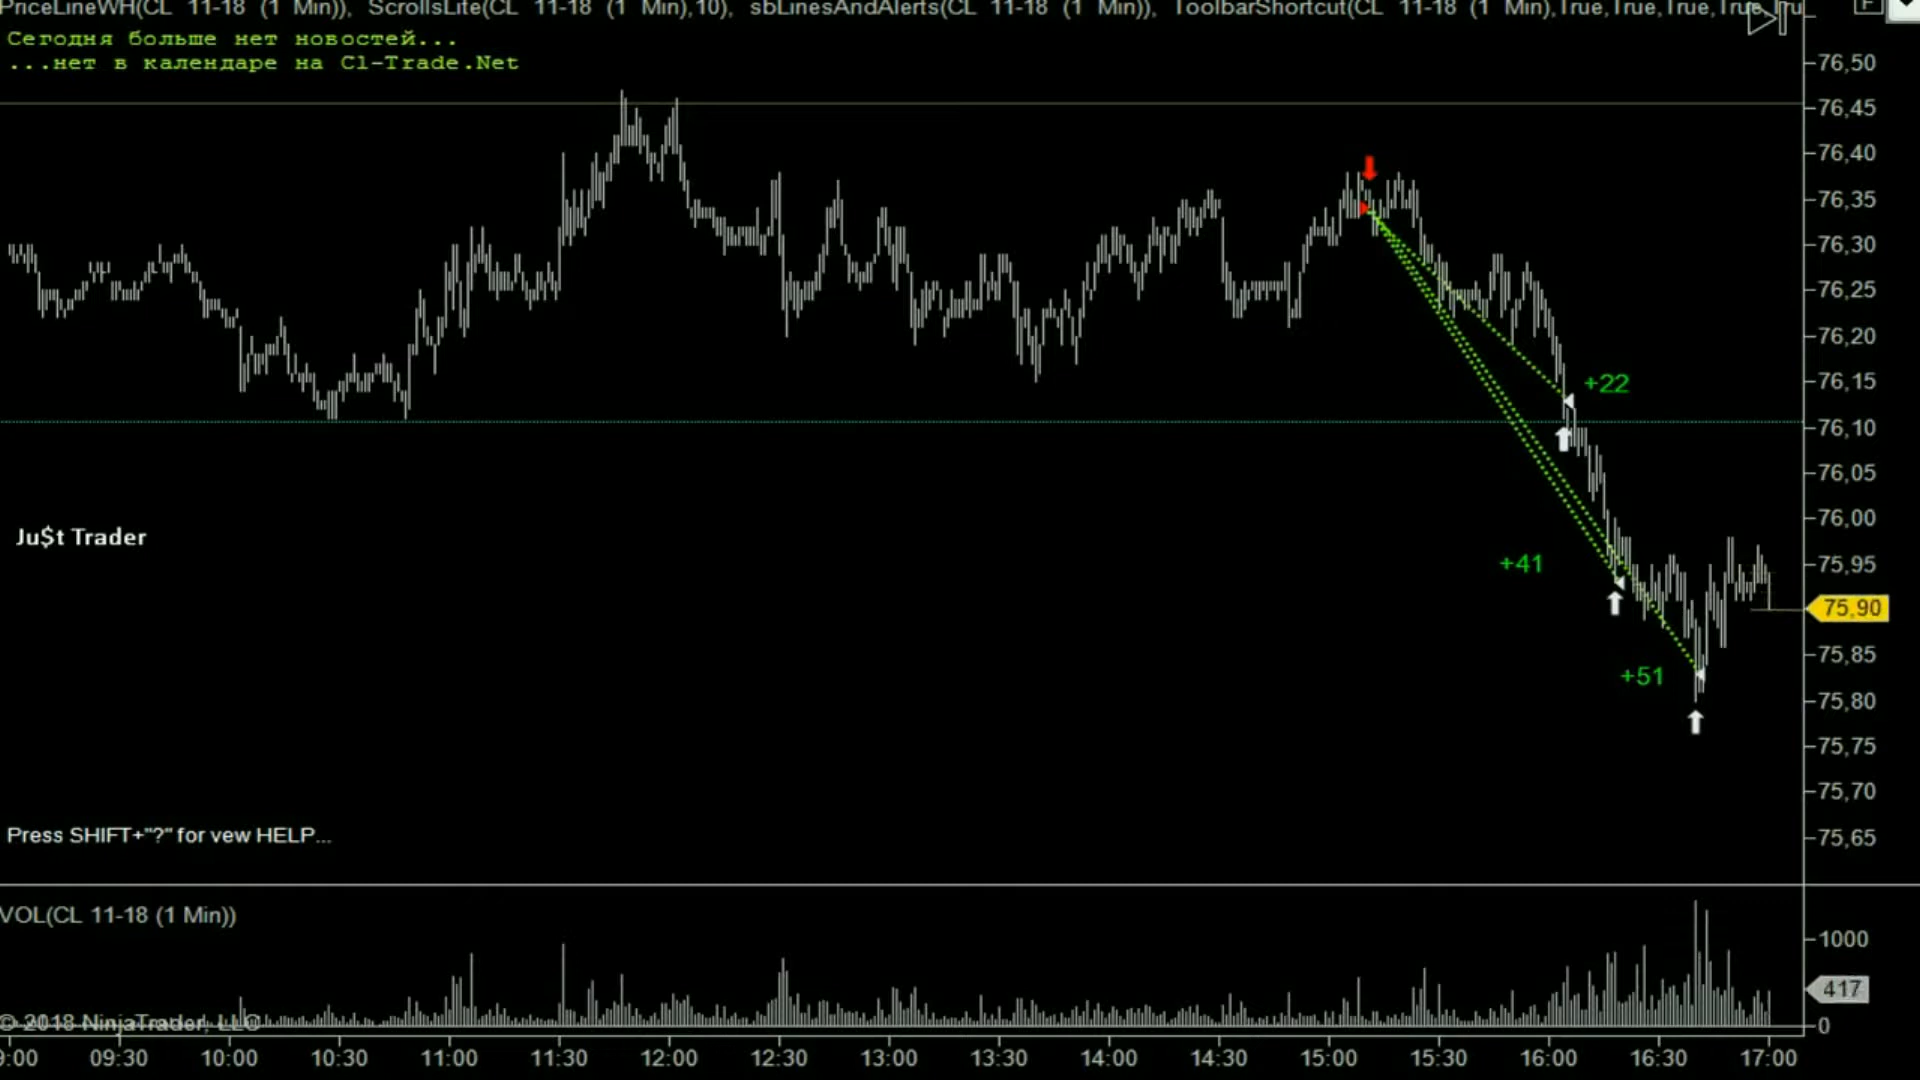 PriceLineWH(CL 11-18 (1 Min)), ScrollsLite(CL 11-18 (1 Min),10), sbLinesAndAlerts(CL 11-18 (1 Min)), ToolbarShortcut(CL 11-18 (1 Min),True,True,True,True,Tru
F
Сегодня больше нет новостей...
...нет в календаре на Cl-Trade.Net
76,50
76,45
76,40
76,35
76,30
76,25
76,20
+22
76,15
76,10
76,05
76,00
Ju$t Trader
+41
75,95
75,90
75,85
+51
75,80
75,75
75,70
Press SHIFT+"?" for vew HELP...
75,65
VOL(CL 11-18 (1 Min))
1000
417
© 2018 NinjaTrader, LLC
0
9:00 09:30 10:00 10:30 11:00 11:30 12:00 12:30 13:00 13:30 14:00 14:30 15:00 15:30 16:00 16:30 17:00